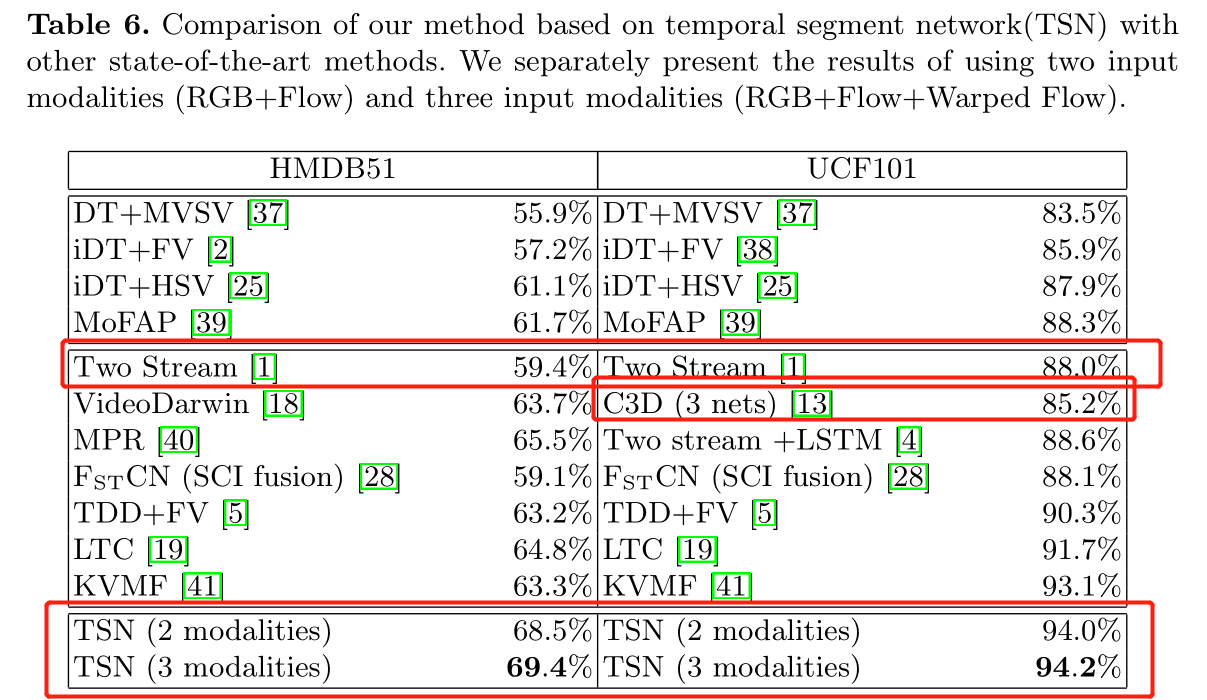 Table 6. Comparison of our method based on temporal segment network(TSN) with
other state-of-the-art methods. We separately present the results of using two input
modalities (RGB+Flow) and three input modalities (RGB+Flow+Warped Flow).
HMDB51 UCF101
DT+MVSV [37] 55.9% DT+MVSV [37] 83.5%
iDT+FV [2] 57.2% iDT+FV [38] 85.9%
iDT+HSV [25] 61.1% iDT+HSV [25] 87.9%
MoFAP [39] 61.7% MoFAP [39] 88.3%
Two Stream [1] 59.4% Two Stream [1] 88.0%
VideoDarwin [18] 63.7% C3D (3 nets) [13] 85.2%
MPR [40] 65.5% Two stream +LSTM [4] 88.6%
FSTCN (SCI fusion) [28] 59.1% FSTCN (SCI fusion) [28] 88.1%
TDD+FV [5] 63.2% TDD+FV [5] 90.3%
LTC [19] 64.8% LTC [19] 91.7%
KVMF [41] 63.3% KVMF [41] 93.1%
TSN (2 modalities) 68.5% TSN (2 modalities) 94.0%
TSN (3 modalities) 69.4% TSN (3 modalities) 94.2%